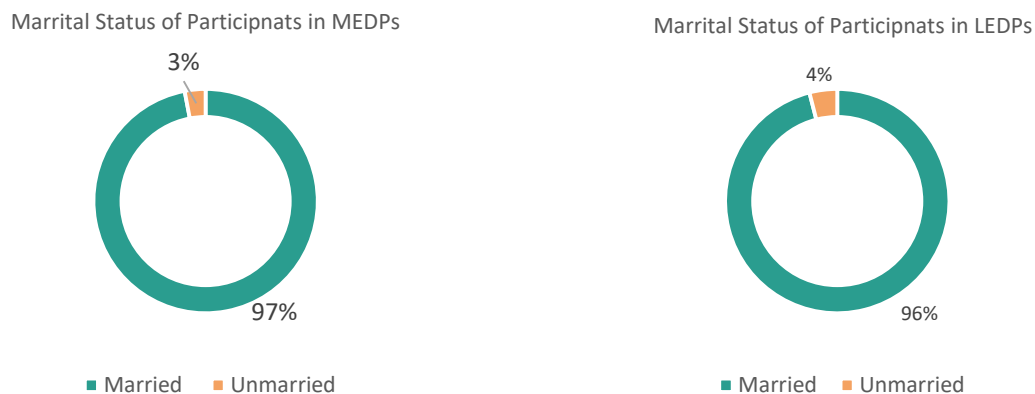 Marrital Status of Participnats in MEDPs
3%
97%
Married Unmarried
Marrital Status of Participnats in LEDPs
4%
96%
Married Unmarried